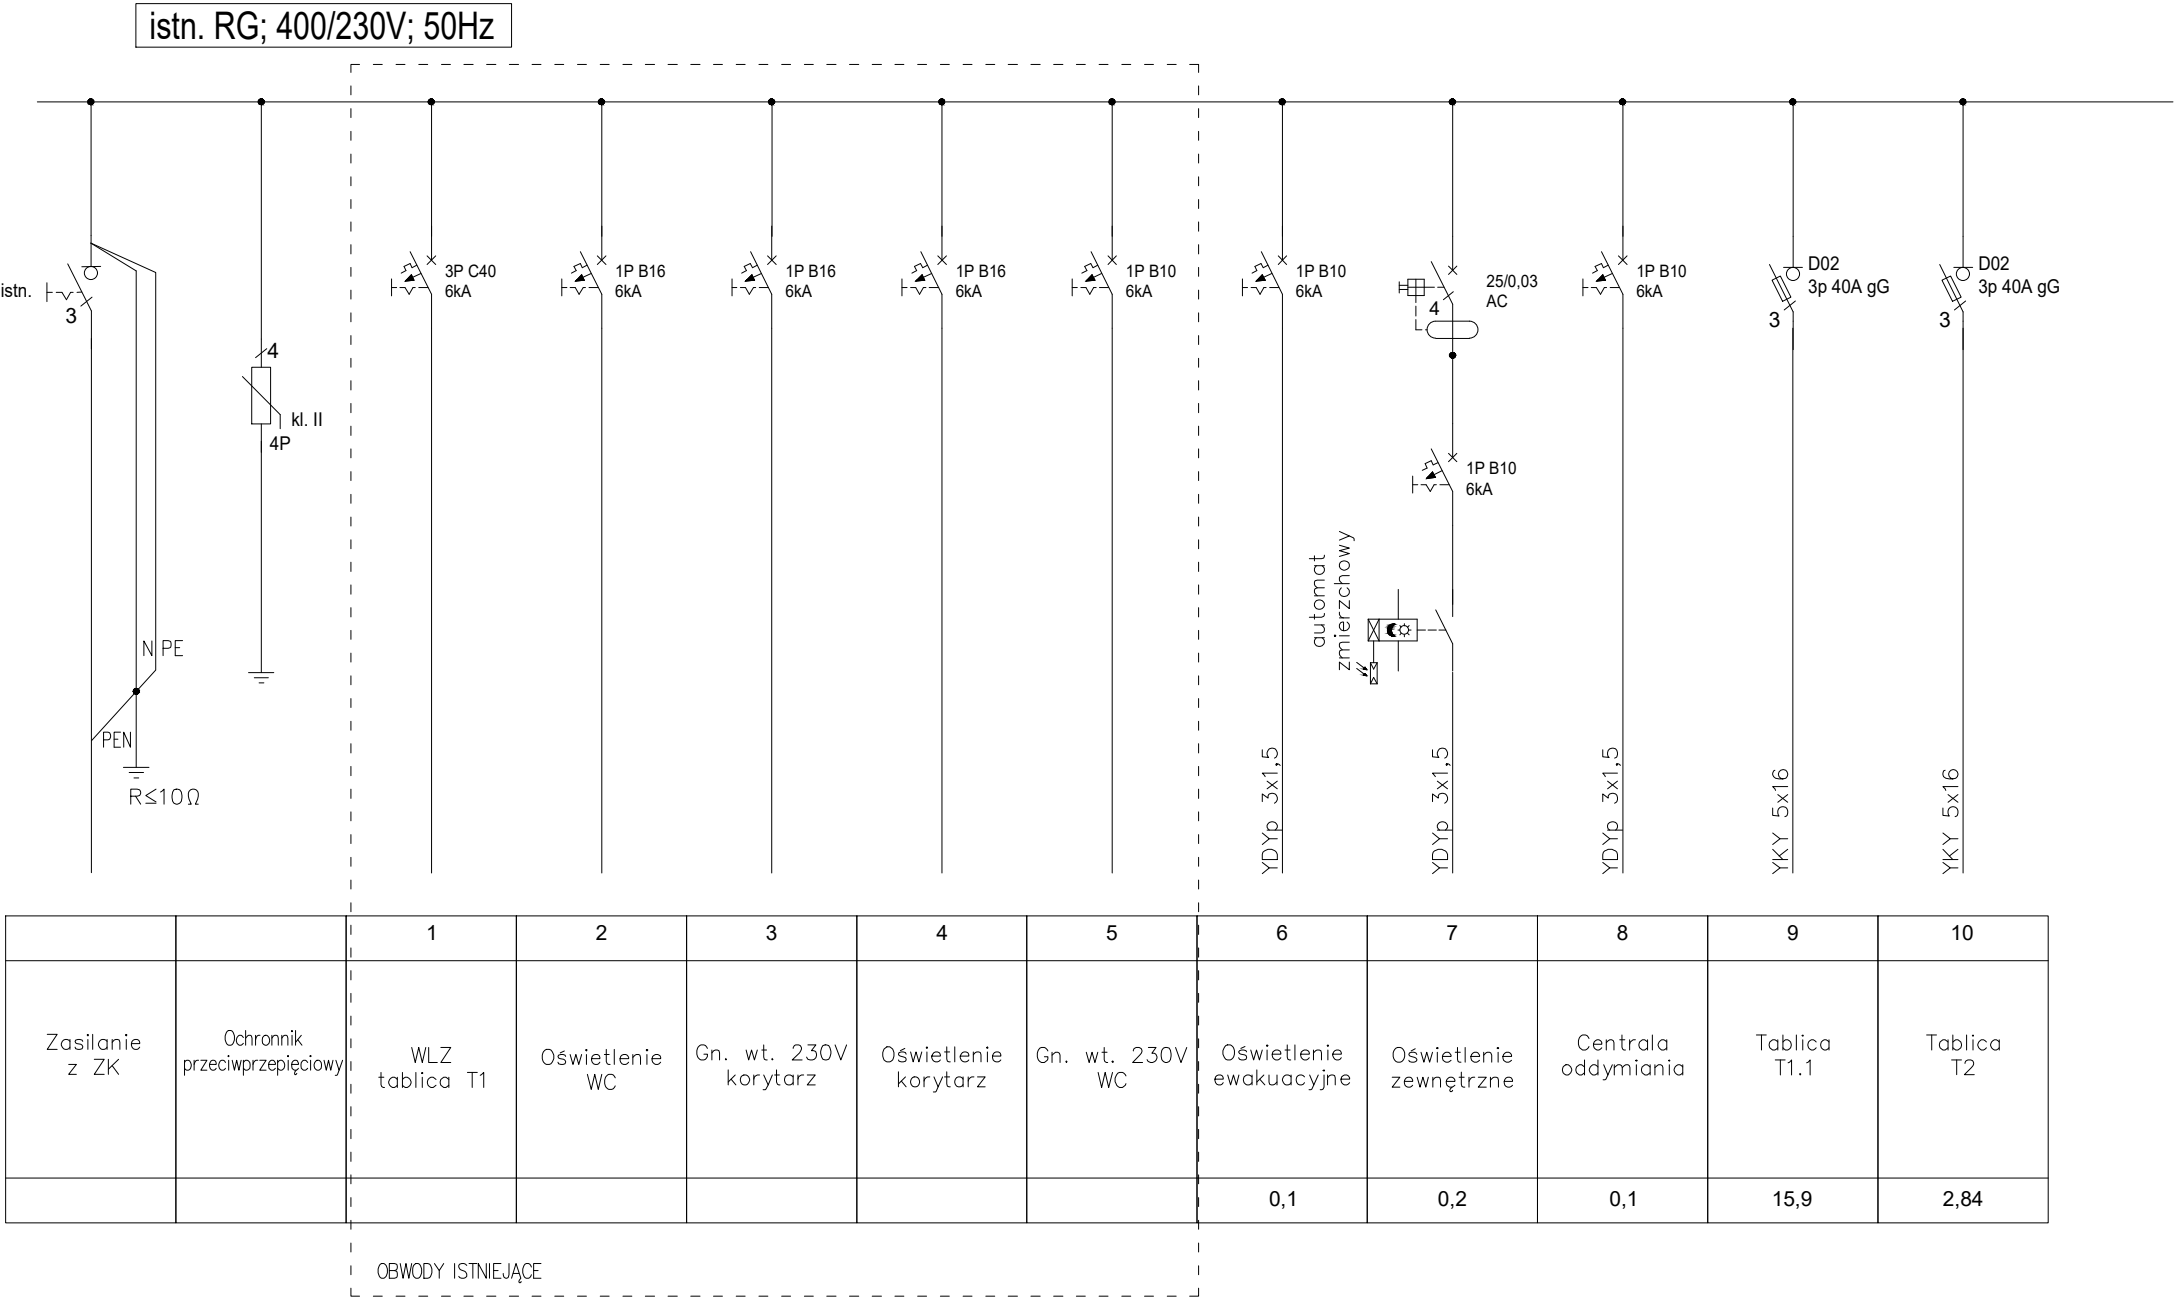 istn. RG; 400/230V; 50Hz
istn.
3
4
kl. II
4P
N PE
PEN
R≤10Ω
3P C40
6kA
1P B16
6kA
1P B16
6kA
1P B16
6kA
1P B10
6kA
1P B10
6kA
25/0,03
AC
4
1P B10
6kA
automat
zmierzchowy
1P B10
6kA
D02
3p 40A gG
3
D02
3p 40A gG
3
YDYp 3x1,5
YDYp 3x1,5
YDYp 3x1,5
YKY 5x16
YKY 5x16
1 2 3 4 5 6 7 8 9 10
Zasilanie
z ZK
Ochronnik
przeciwprzepięciowy
WLZ
tablica T1
Oświetlenie
WC
Gn. wt. 230V
korytarz
Oświetlenie
korytarz
Gn. wt. 230V
WC
Oświetlenie
ewakuacyjne
Oświetlenie
zewnętrzne
Centrala
oddymiania
Tablica
T1.1
Tablica
T2
0,1 0,2 0,1 15,9 2,84
OBWODY ISTNIEJĄCE